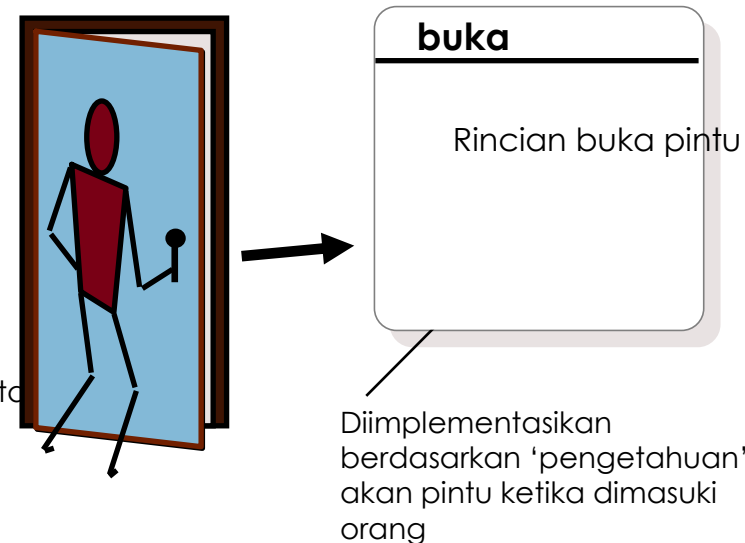 buka
Rincian buka pintu
Diimplementasikan
berdasarkan ‘pengetahuan’
akan pintu ketika dimasuki
orang